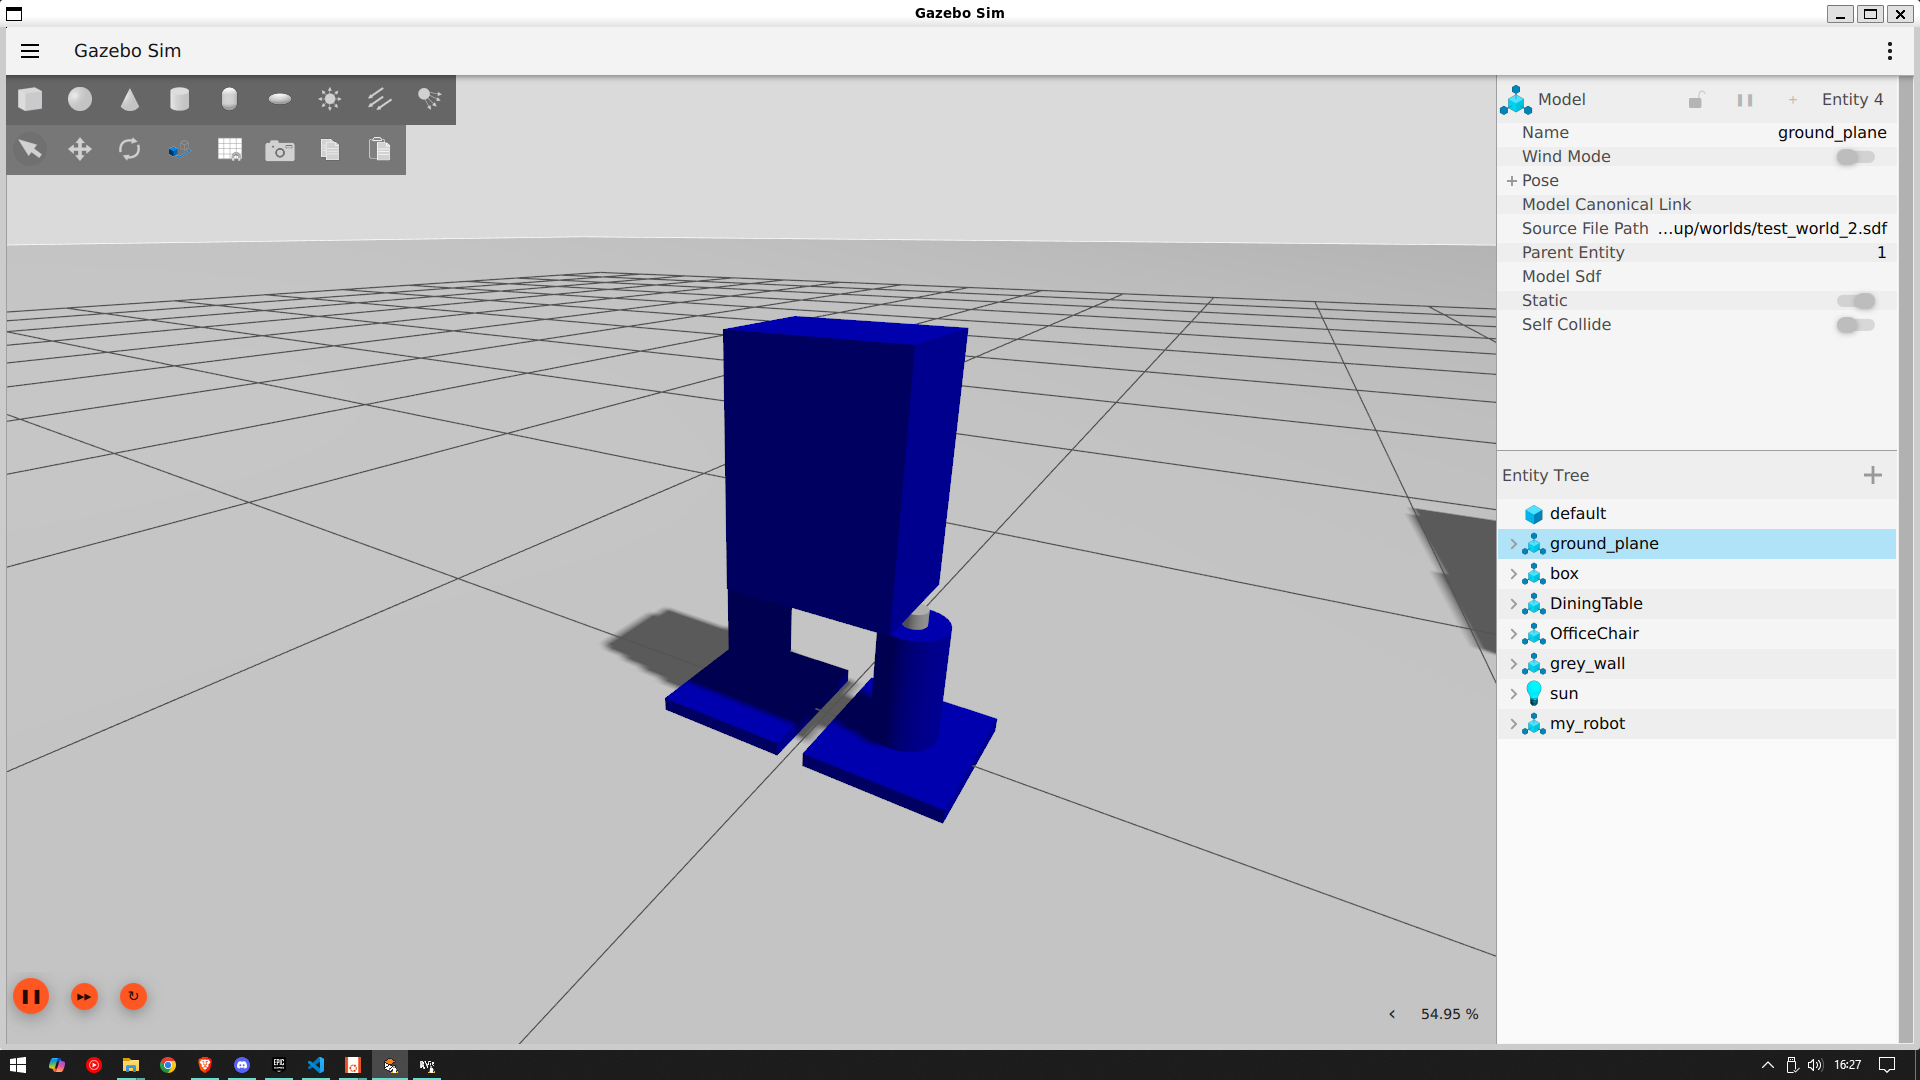 Gazebo Sim
Gazebo Sim
Model
Entity 4
Name ground_plane
Wind Mode
Pose
Model Canonical Link
Source File Path …up/worlds/test_world_2.sdf
Parent Entity 1
Model Sdf
Static
Self Collide
Entity Tree
default
ground_plane
box
DiningTable
OfficeChair
grey_wall
sun
my_robot
54.95 %
EPIC
16:27